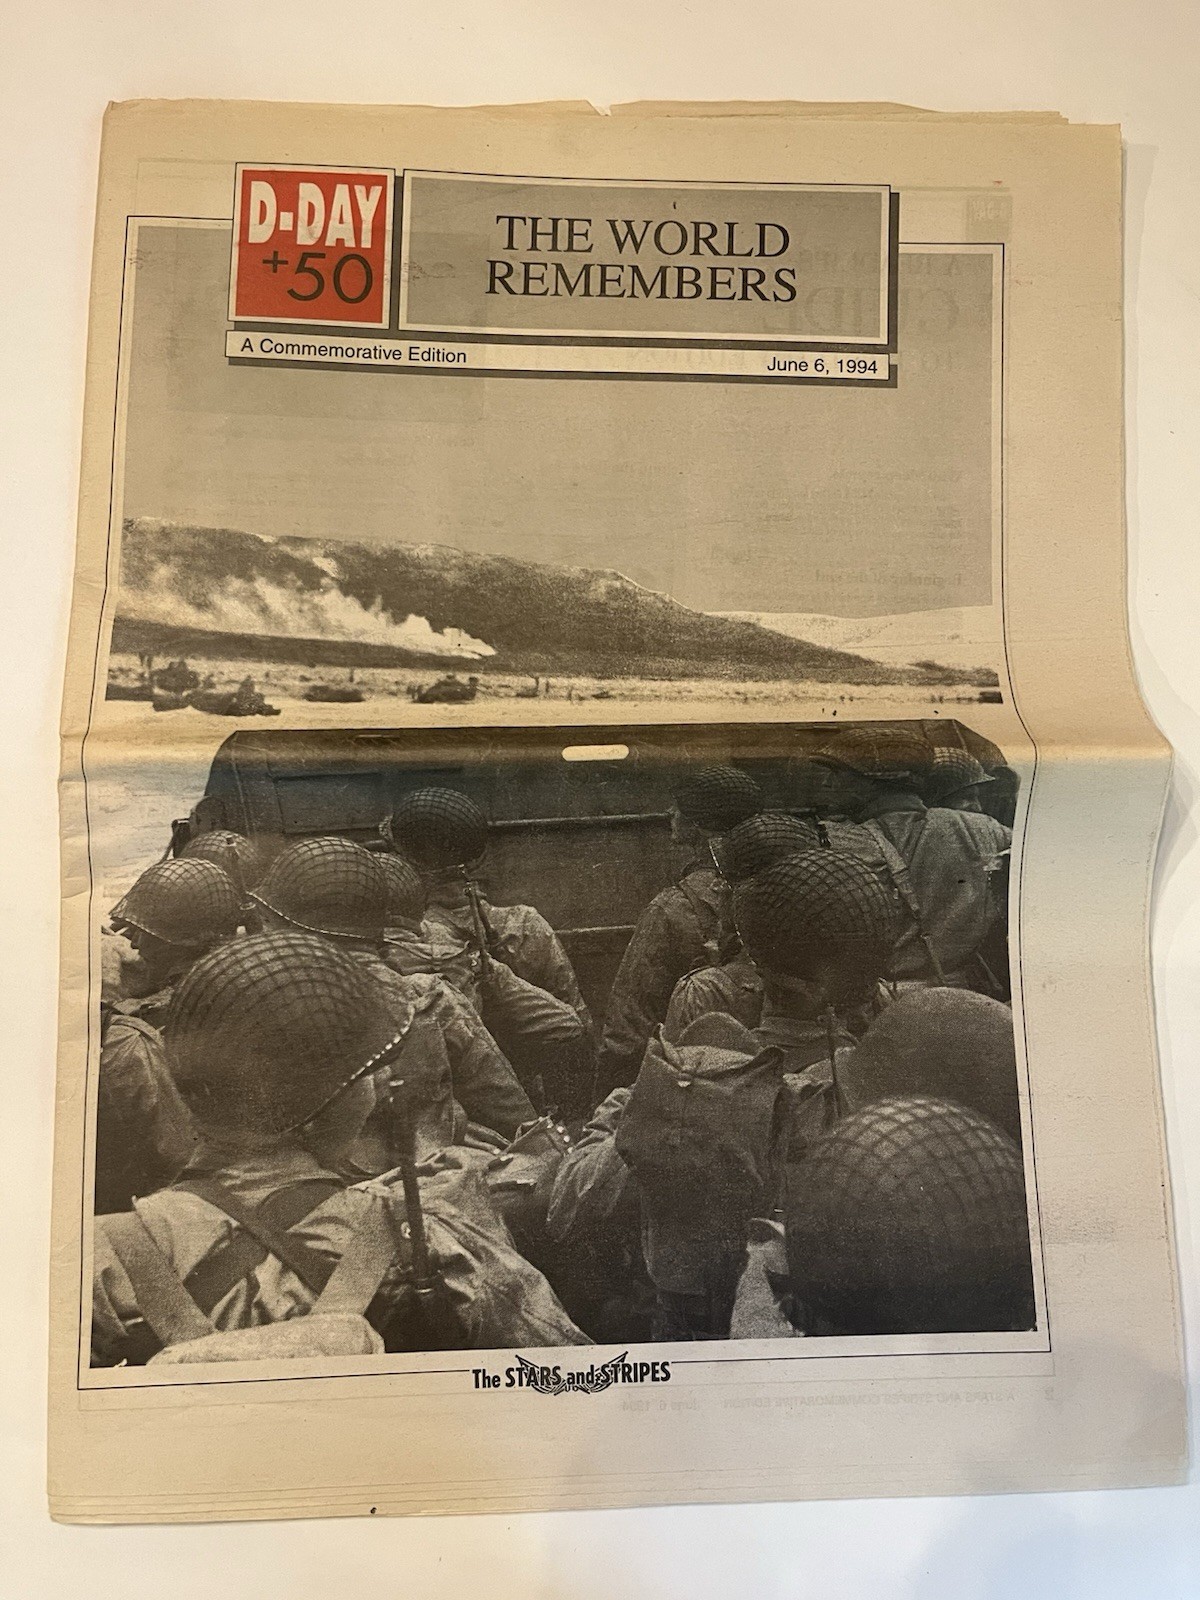 D-DAY
+50
THE WORLD
REMEMBERS
A Commemorative Edition
June 6, 1994
The STARS and STRIPES